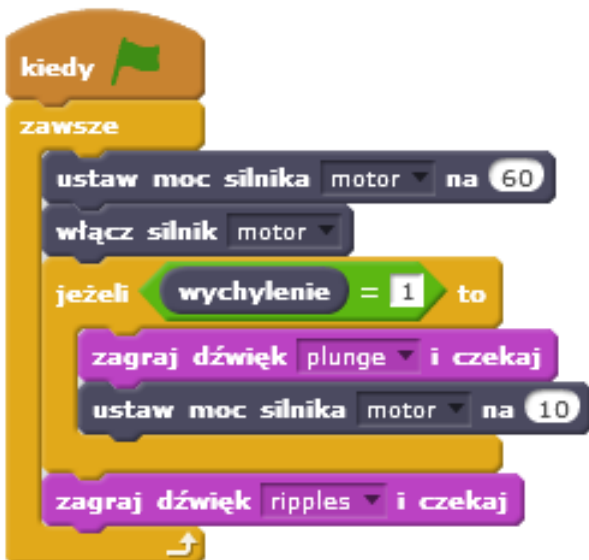 kiedy
zawsze
ustaw moc silnika motor na 60
włącz silnik motor
jeżeli wychylenie = 1 to
zagraj dźwięk plunge i czekaj
ustaw moc silnika motor na 10
zagraj dźwięk ripples i czekaj